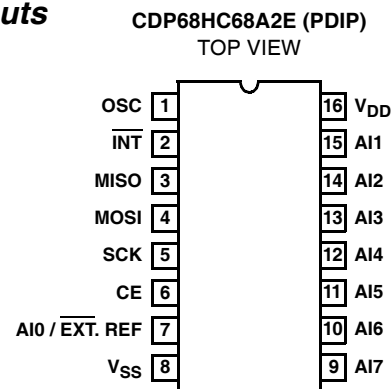 uts
CDP68HC68A2E (PDIP)
TOP VIEW
OSC 1 16 VDD
INT 2 15 AI1
MISO 3 14 AI2
MOSI 4 13 AI3
SCK 5 12 AI4
CE 6 11 AI5
AI0 / EXT. REF 7 10 AI6
VSS 8 9 AI7